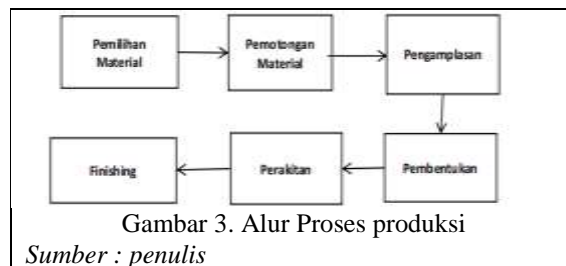 Pemilihan
Material
Pemotongan
Material
Pengamplasan
Pembentukan
Perakitan
Finishing
Gambar 3. Alur Proses produksi
Sumber : penulis